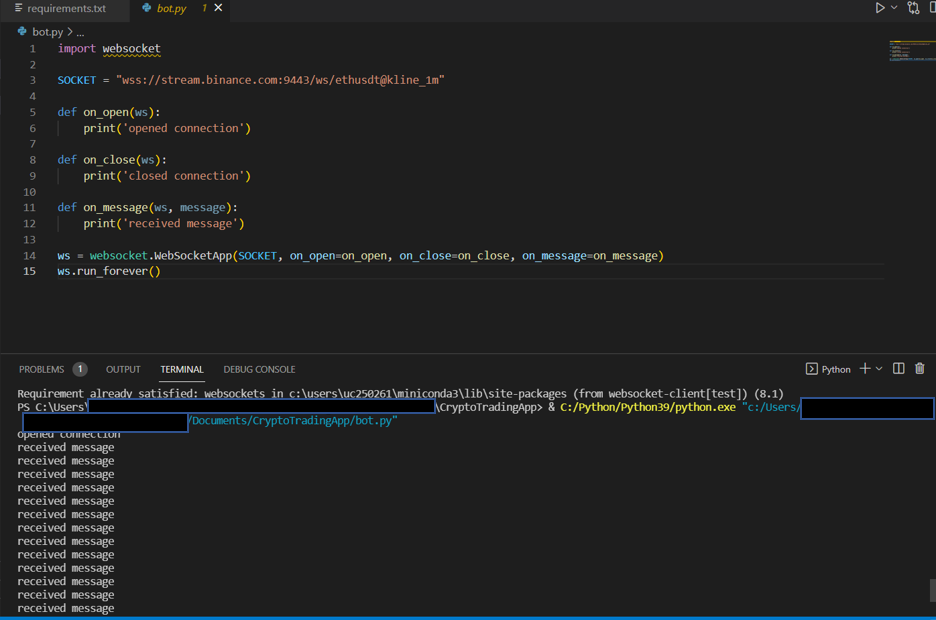 requirements.txt bot.py 1
bot.py > ...
1 import websocket
2
3 SOCKET = "wss://stream.binance.com:9443/ws/ethusdt@kline_1m"
4
5 def on_open(ws):
6 print('opened connection')
7
8 def on_close(ws):
9 print('closed connection')
10
11 def on_message(ws, message):
12 print('received message')
13
14 ws = websocket.WebSocketApp(SOCKET, on_open=on_open, on_close=on_close, on_message=on_message)
15 ws.run_forever()
PROBLEMS 1 OUTPUT TERMINAL DEBUG CONSOLE Python
Requirement already satisfied: websockets in c:\users\uc250261\miniconda3\lib\site-packages (from websocket-client[test]) (8.1)
PS C:\Users\ \CryptoTradingApp> & C:/Python/Python39/python.exe "c:/Users/
/Documents/CryptoTradingApp/bot.py"
opened connection
received message
received message
received message
received message
received message
received message
received message
received message
received message
received message
received message
received message
received message